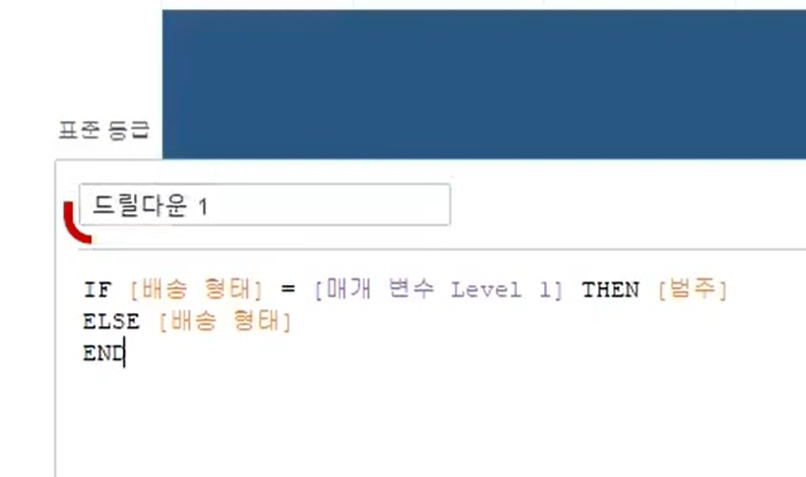 표준 등급
드릴다운 1
IF [배송 형태] = [매개 변수 Level 1] THEN [범주]
ELSE [배송 형태]
END